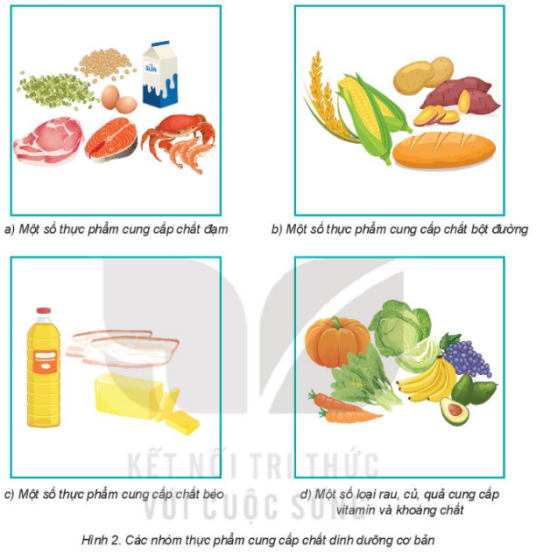 SỮA
a) Một số thực phẩm cung cấp chất đạm
b) Một số thực phẩm cung cấp chất bột đường
c) Một số thực phẩm cung cấp chất béo
d) Một số loại rau, củ, quả cung cấp
vitamin và khoáng chất
KẾT NỐI TRI THỨC
VỚI CUỘC SỐNG
Hình 2. Các nhóm thực phẩm cung cấp chất dinh dưỡng cơ bản